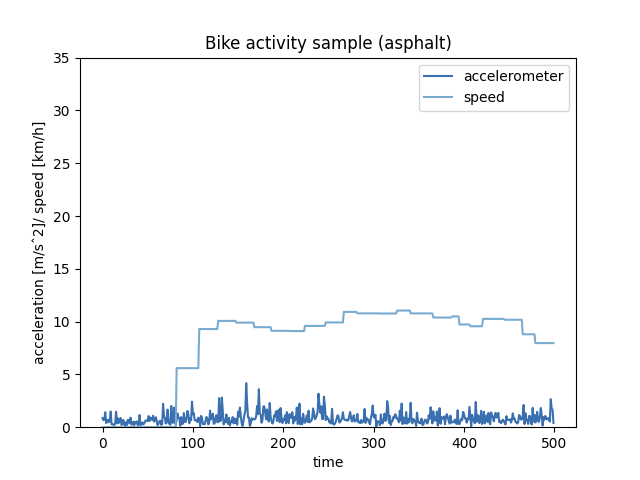 Bike activity sample (asphalt)
accelerometer
speed
acceleration [m/sˆ2]/ speed [km/h]
35
30
25
20
15
10
5
0
0 100 200 300 400 500
time